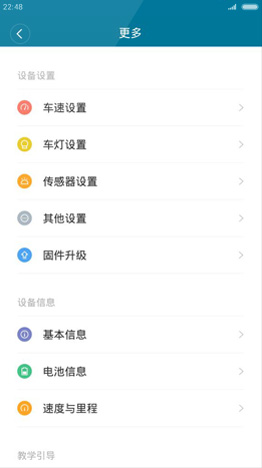 22:48
更多
设备设置
车速设置
车灯设置
传感器设置
其他设置
固件升级
设备信息
基本信息
电池信息
速度与里程
教学引导